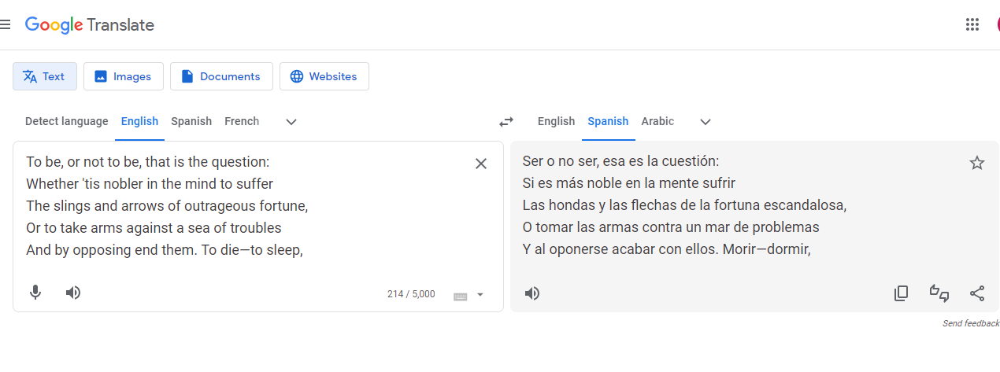 Google Translate
Text Images Documents Websites
Detect language English Spanish French
English Spanish Arabic
To be, or not to be, that is the question:
Whether 'tis nobler in the mind to suffer
The slings and arrows of outrageous fortune,
Or to take arms against a sea of troubles
And by opposing end them. To die—to sleep,
214 / 5,000
Ser o no ser, esa es la cuestión:
Si es más noble en la mente sufrir
Las hondas y las flechas de la fortuna escandalosa,
O tomar las armas contra un mar de problemas
Y al oponerse acabar con ellos. Morir—dormir,
Send feedback